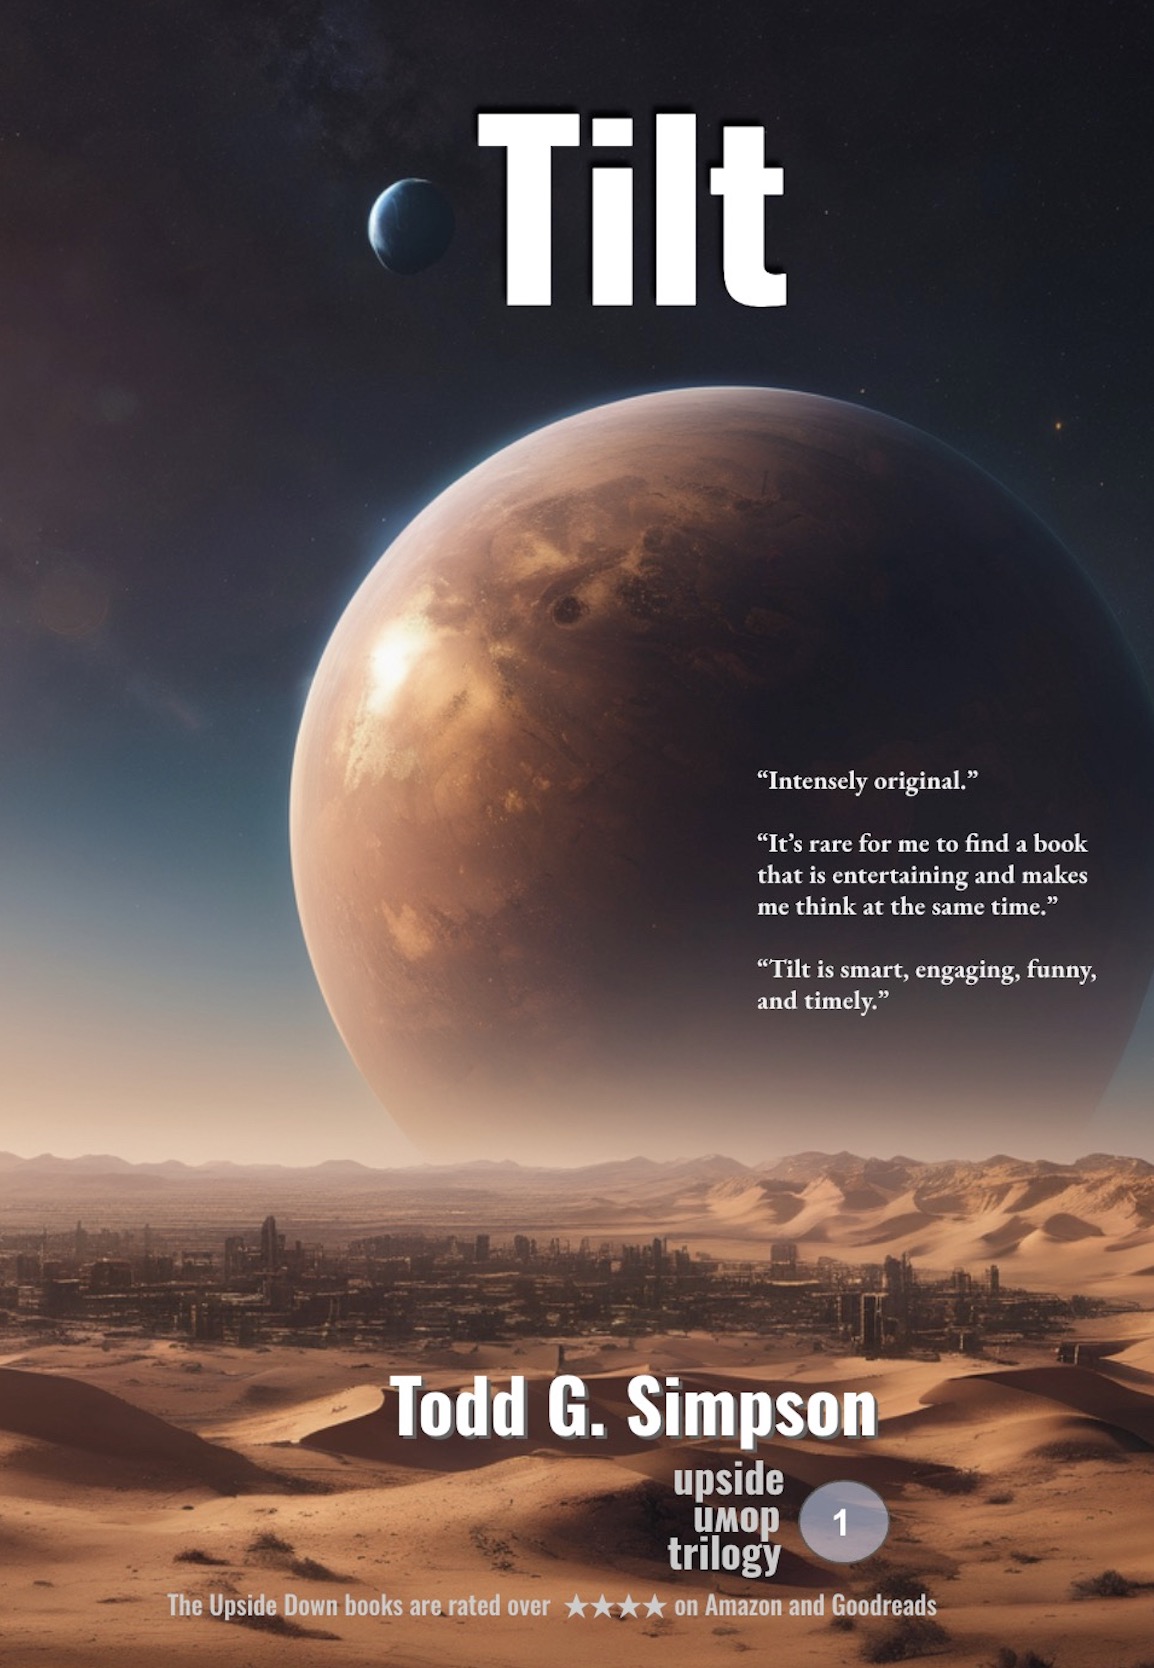 Tilt
“Intensely original.”
“It’s rare for me to find a book
that is entertaining and makes
me think at the same time.”
“Tilt is smart, engaging, funny,
and timely.”
Todd G. Simpson
upside
down
trilogy
1
The Upside Down books are rated over ★★★★ on Amazon and Goodreads